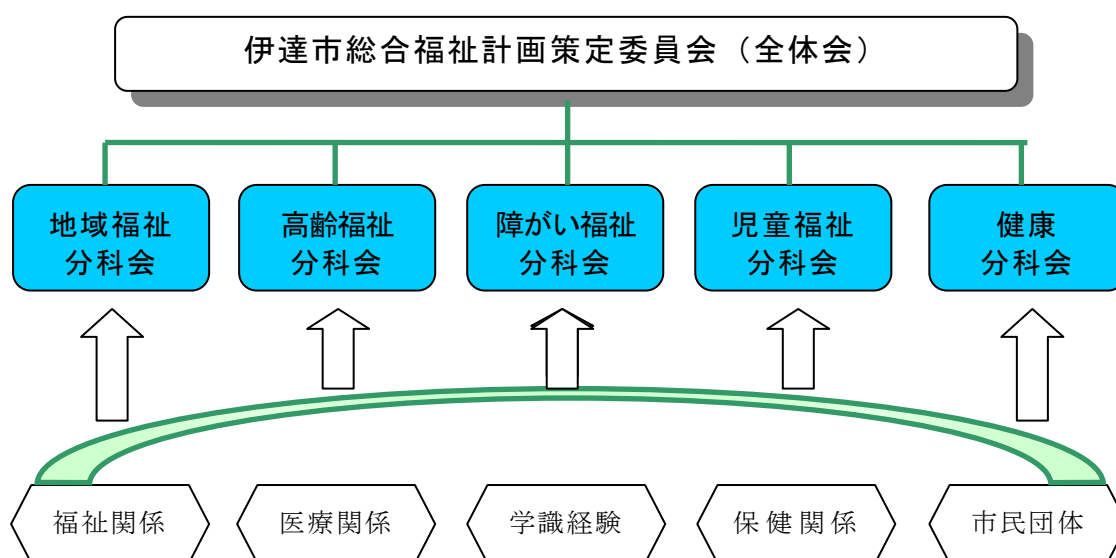 伊達市総合福祉計画策定委員会（全体会）
地域福祉
分科会
高齢福祉
分科会
障がい福祉
分科会
児童福祉
分科会
健康
分科会
福祉関係
医療関係
学識経験
保健関係
市民団体